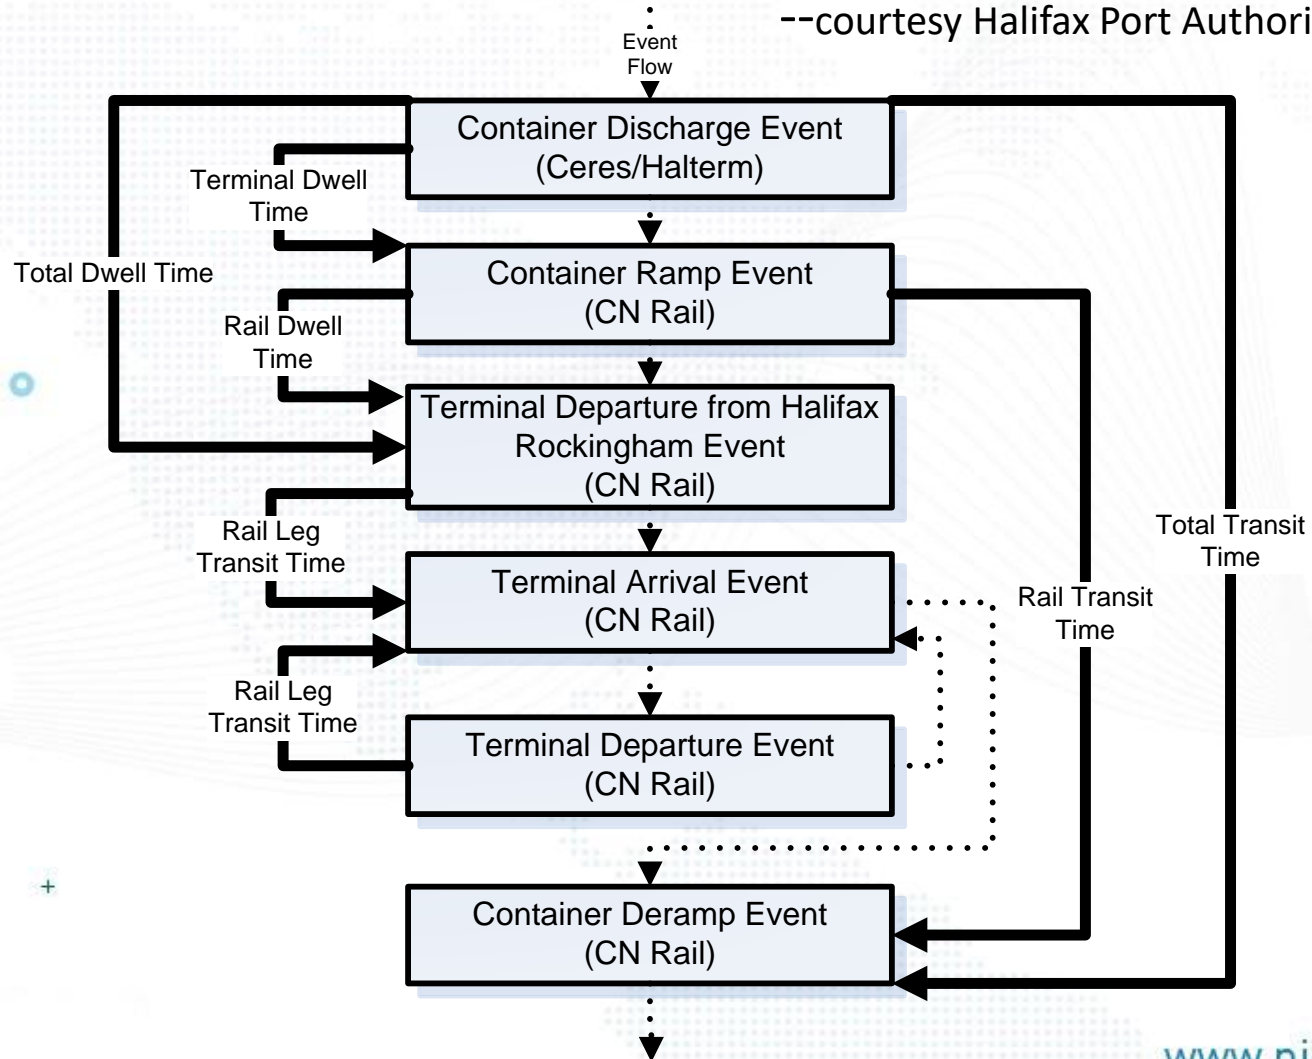 --courtesy Halifax Port Authori
Event
Flow
Container Discharge Event
(Ceres/Halterm)
Terminal Dwell
Time
Total Dwell Time
Container Ramp Event
(CN Rail)
Rail Dwell
Time
Terminal Departure from Halifax
Rockingham Event
(CN Rail)
Rail Leg
Transit Time
Total Transit
Time
Terminal Arrival Event
(CN Rail)
Rail Transit
Time
Rail Leg
Transit Time
Terminal Departure Event
(CN Rail)
Container Deramp Event
(CN Rail)